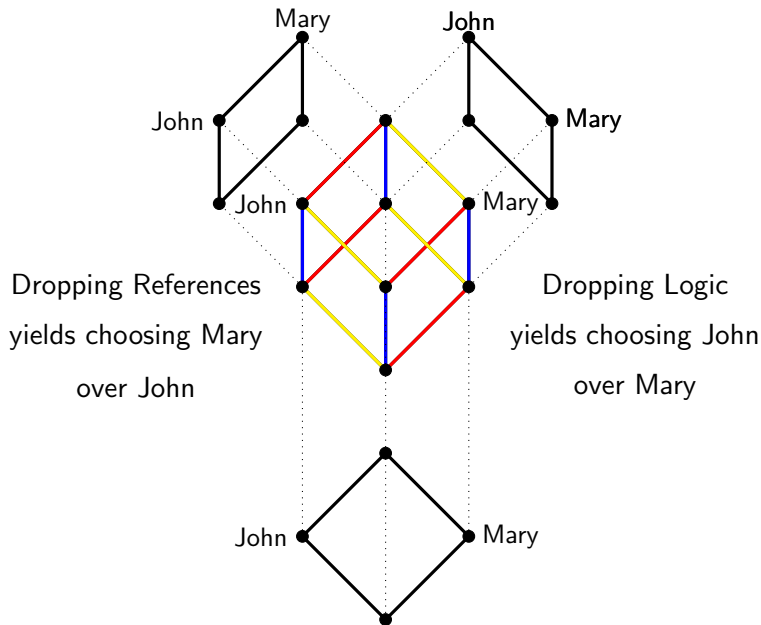 Mary
John
John
Mary
John
Mary
Dropping References
yields choosing Mary
over John
Dropping Logic
yields choosing John
over Mary
John
Mary